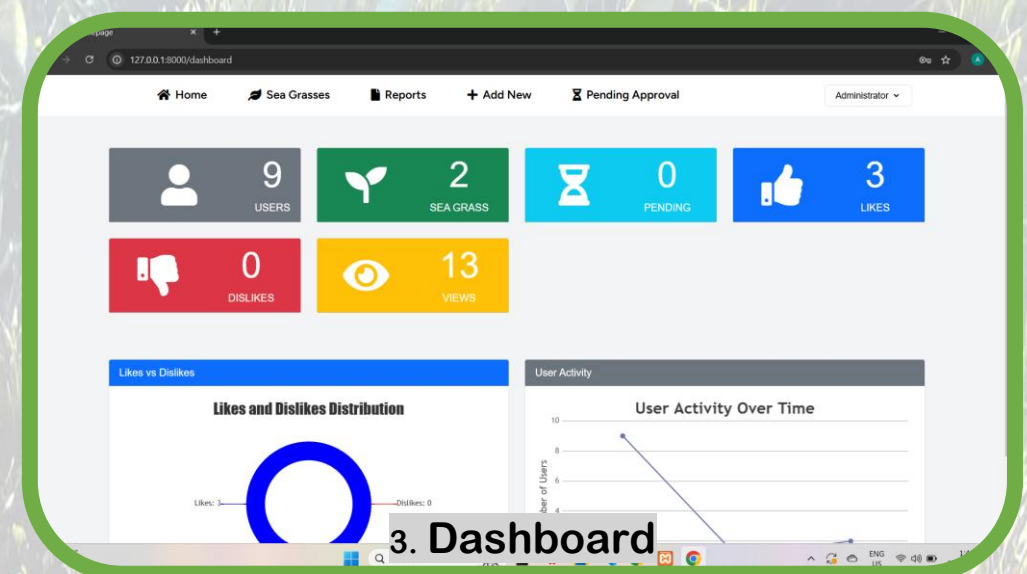 127.0.0.1:8000/dashboard
Home Sea Grasses Reports + Add New Pending Approval Administrator
9 USERS
2 SEA GRASS
0 PENDING
3 LIKES
0 DISLIKES
13 VIEWS
Likes vs Dislikes
Likes and Dislikes Distribution
Likes: 3
Dislikes: 0
User Activity
User Activity Over Time
10
8
6
4
of Users
3. Dashboard
ENG
US